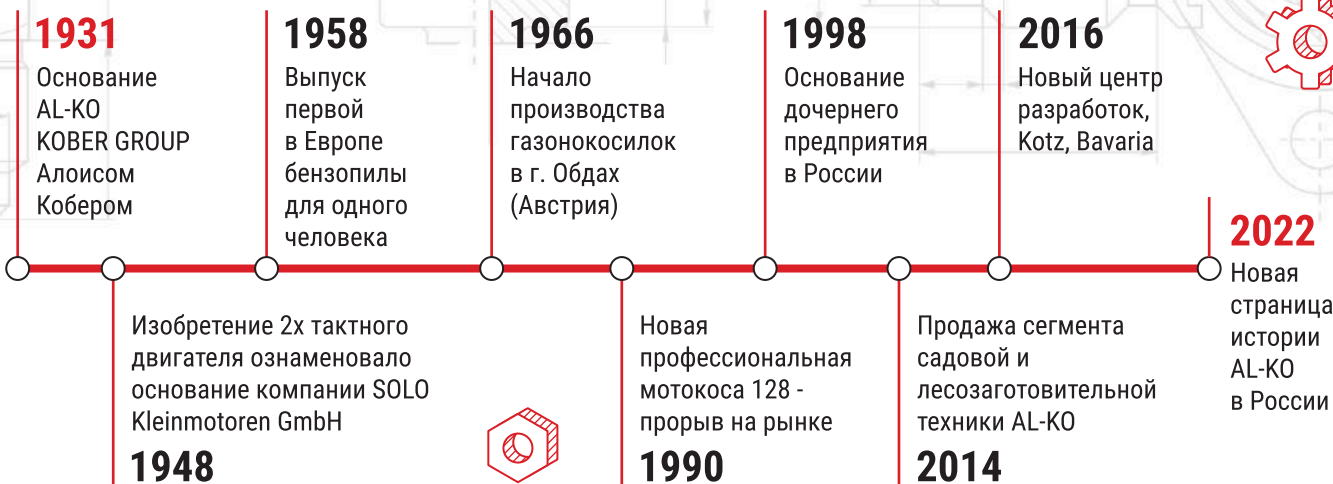 1931
Основание
AL-KO
KOBER GROUP
Алоисом
Кобером
1958
Выпуск
первой
в Европе
бензопилы
для одного
человека
1966
Начало
производства
газонокосилок
в г. Обдах
(Австрия)
1998
Основание
дочернего
предприятия
в России
2016
Новый центр
разработок,
Kotz, Bavaria
2022
Новая
страница
истории
AL-KO
в России
Изобретение 2х тактного
двигателя ознаменовало
основание компании SOLO
Kleinmotoren GmbH
1948
Новая
профессиональная
мотокоса 128 -
прорыв на рынке
1990
Продажа сегмента
садовой и
лесозаготовительной
техники AL-KO
2014